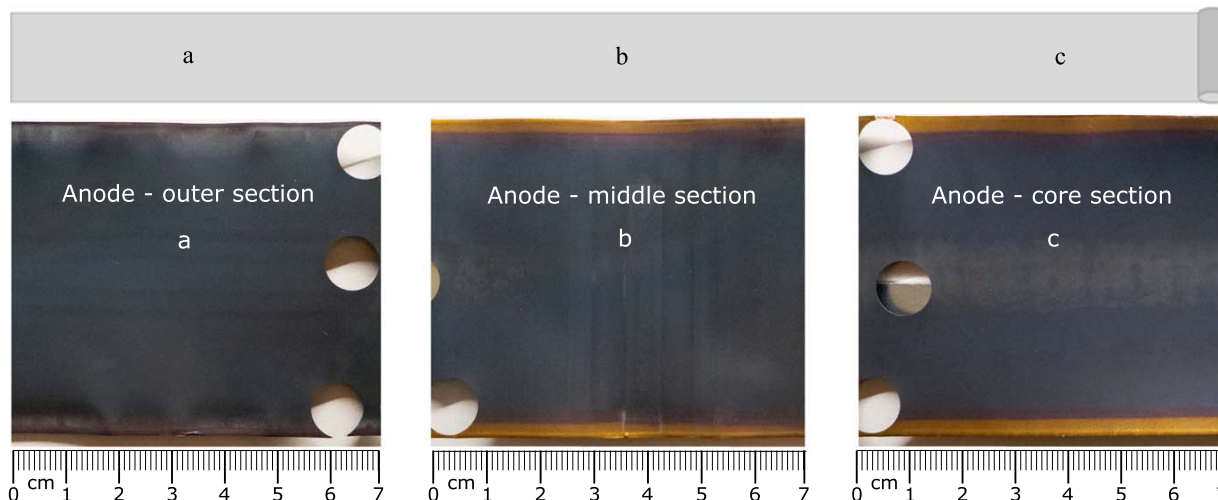 a
b
c
Anode - outer section
a
Anode - middle section
b
Anode - core section
c
0 cm 1 2 3 4 5 6 7
0 cm 1 2 3 4 5 6 7
0 cm 1 2 3 4 5 6